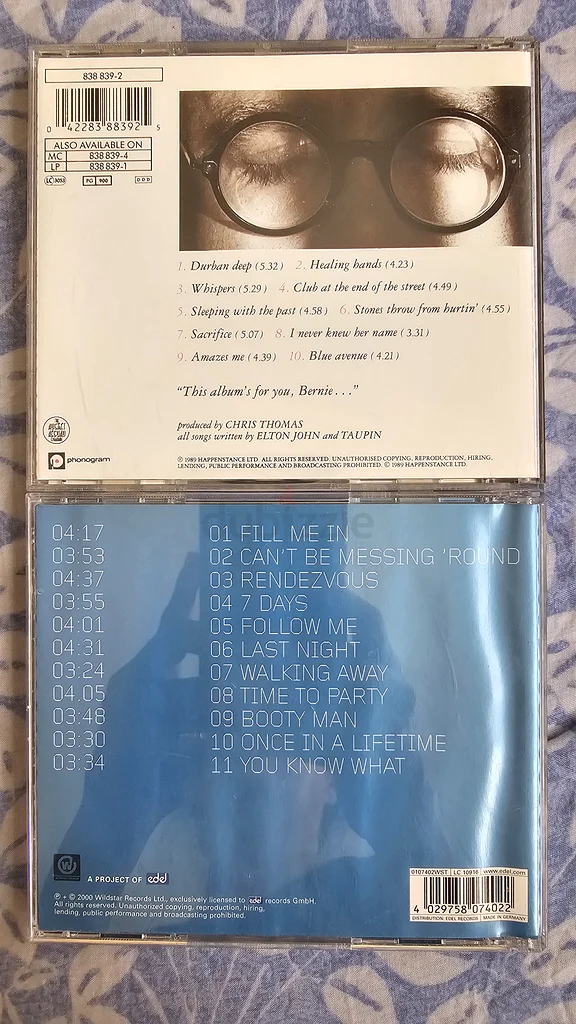 838 839-2
0 42283 88392 5
ALSO AVAILABLE ON
MC 838 839-4
LP 838 839-1
LC 3053 PG 900 DDD
1. Durban deep (5.32) 2. Healing hands (4.23)
3. Whispers (5.29) 4. Club at the end of the street (4.49)
5. Sleeping with the past (4.58) 6. Stones throw from hurtin' (4.55)
7. Sacrifice (5.07) 8. I never knew her name (3.31)
9. Amazes me (4.39) 10. Blue avenue (4.21)
"This album's for you, Bernie..."
produced by CHRIS THOMAS
all songs written by ELTON JOHN and TAUPIN
phonogram
℗ 1989 HAPPENSTANCE LTD. ALL RIGHTS RESERVED. UNAUTHORISED COPYING, REPRODUCTION, HIRING,
LENDING, PUBLIC PERFORMANCE AND BROADCASTING PROHIBITED. © 1989 HAPPENSTANCE LTD.
dubizzle
04:17 01 FILL ME IN
03:53 02 CAN'T BE MESSING 'ROUND
04:37 03 RENDEZVOUS
03:55 04 7 DAYS
04:01 05 FOLLOW ME
04:31 06 LAST NIGHT
03:24 07 WALKING AWAY
04.05 08 TIME TO PARTY
03:48 09 BOOTY MAN
03:30 10 ONCE IN A LIFETIME
03:34 11 YOU KNOW WHAT
A PROJECT OF edel
℗ + © 2000 Wildstar Records Ltd., exclusively licensed to edel records GmbH.
All rights reserved. Unauthorized copying, reproduction, hiring,
lending, public performance and broadcasting prohibited.
0107402WST LC 10916 www.edel.com
4 029758 074022
DISTRIBUTION: EDEL RECORDS MADE IN GERMANY